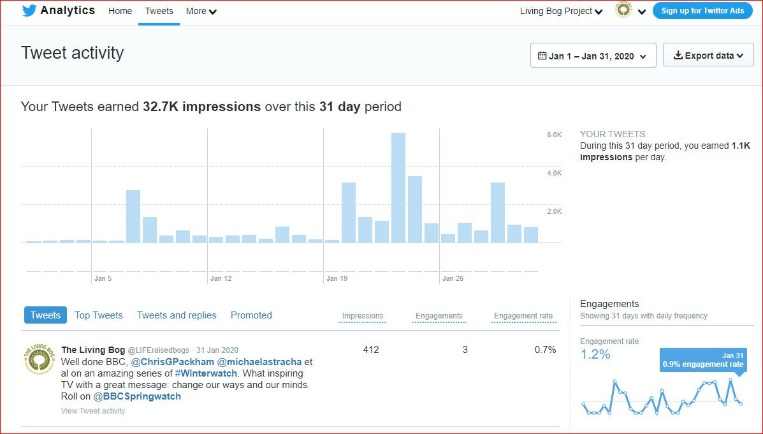 Analytics Home Tweets More Living Bog Project Sign up for Twitter Ads
Tweet activity
Jan 1 – Jan 31, 2020
Export data
Your Tweets earned 32.7K impressions over this 31 day period
6.0K
4.0K
2.0K
Jan 5 Jan 12 Jan 19 Jan 26
YOUR TWEETS
During this 31 day period, you earned 1.1K
impressions per day.
Tweets Top Tweets Tweets and replies Promoted Impressions Engagements Engagement rate
THE LIVING BOG
The Living Bog @LIFEraisedbogs · 31 Jan 2020 412 3 0.7%
Well done BBC, @ChrisGPackham @michaelastracha et
al on an amazing series of #Winterwatch. What inspiring
TV with a great message: change our ways and our minds.
Roll on @BBCSpringwatch
View Tweet activity
Engagements
Showing 31 days with daily frequency
Engagement rate
1.2%
Jan 31
0.9% engagement rate